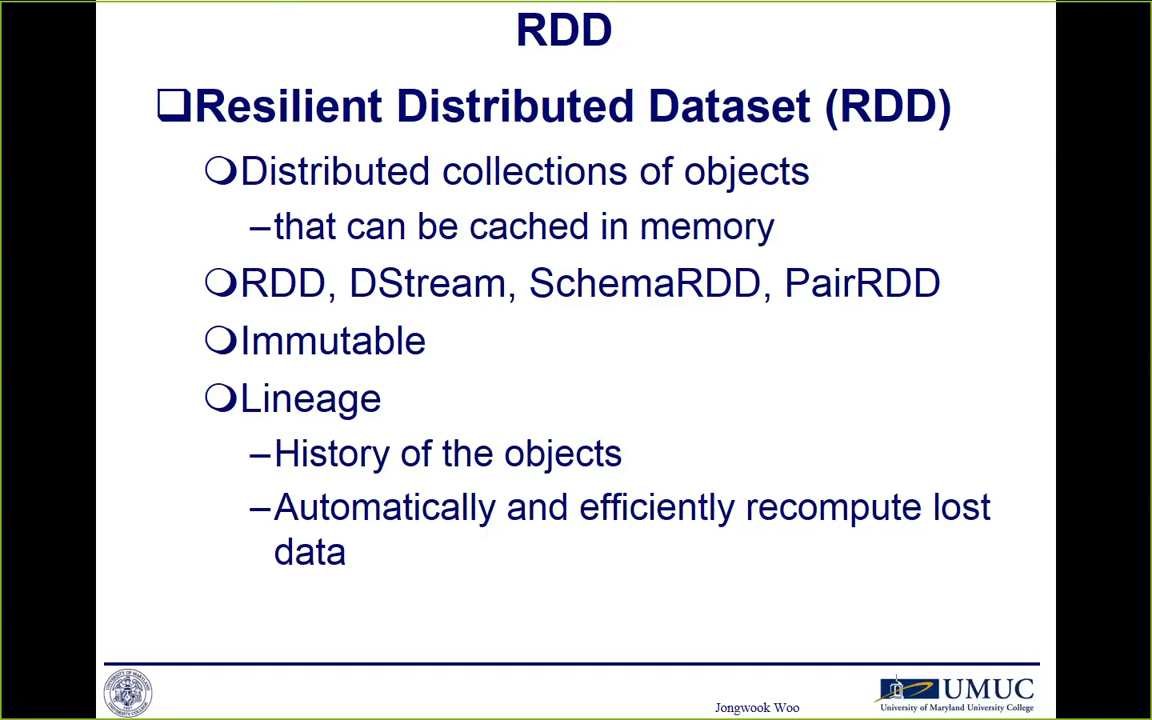 RDD
Resilient Distributed Dataset (RDD)
Distributed collections of objects
–that can be cached in memory
RDD, DStream, SchemaRDD, PairRDD
Immutable
Lineage
–History of the objects
–Automatically and efficiently recompute lost
data
Jongwook Woo
UMUC
University of Maryland University College